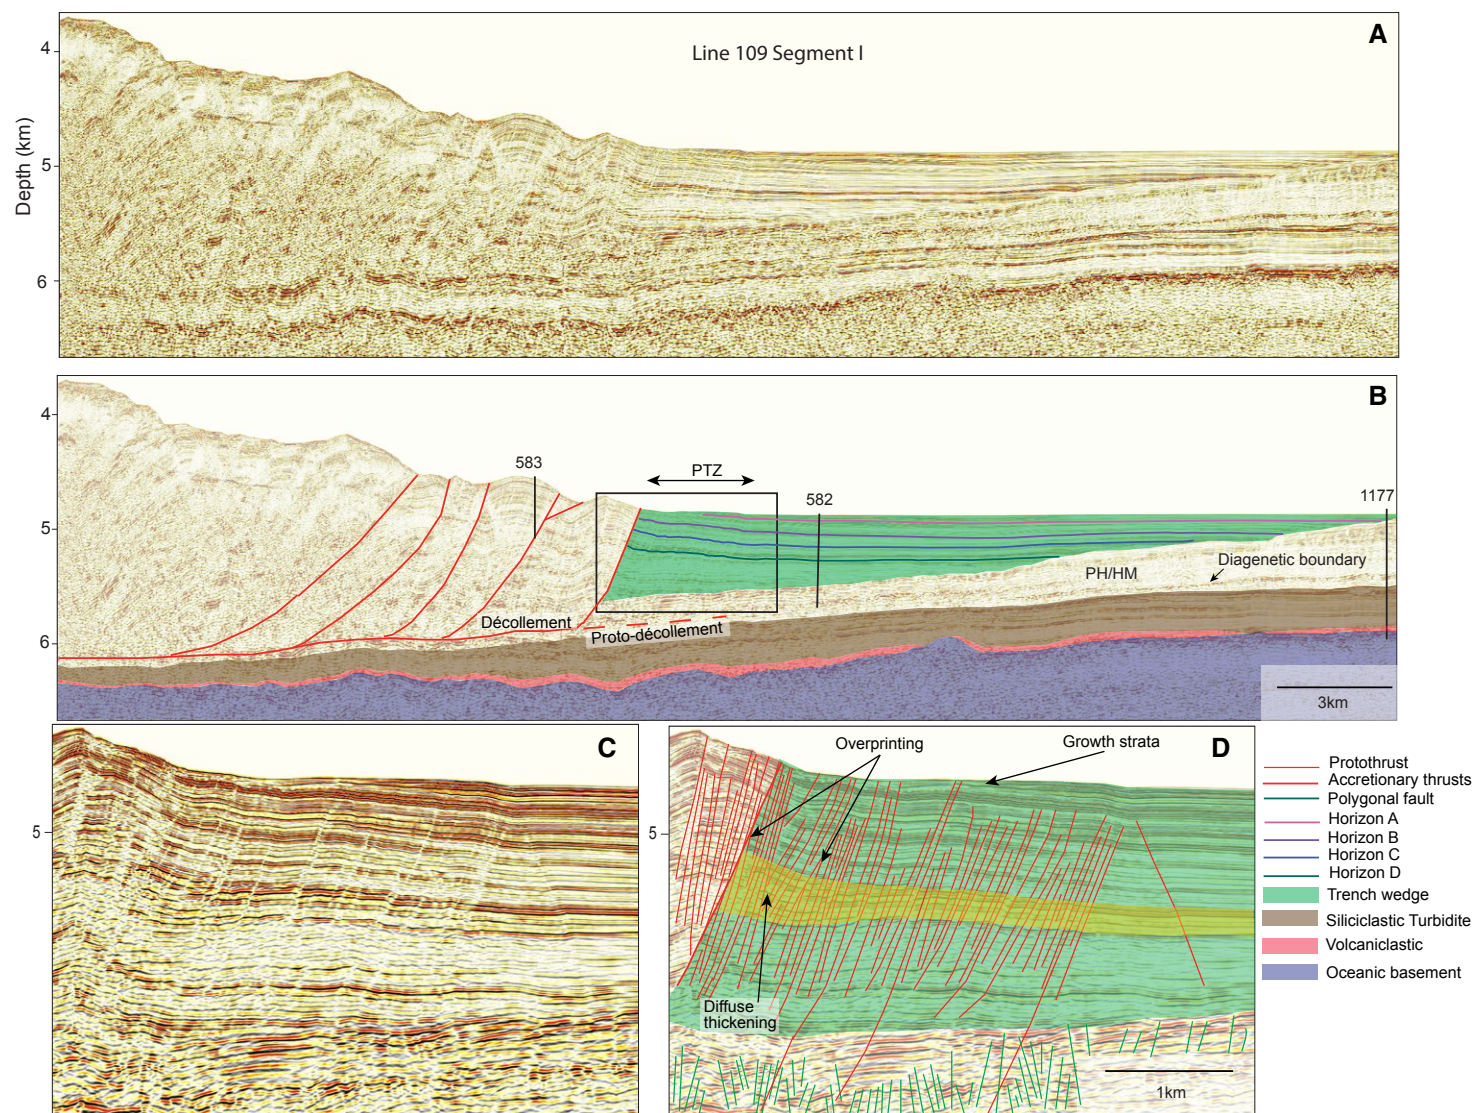 A
Line 109 Segment I
4
5
6
Depth (km)
B
4
5
6
583
PTZ
582
1177
Diagenetic boundary
PH/HM
Décollement
Proto-décollement
3km
C
5
D
5
Overprinting
Growth strata
Diffuse
thickening
1km
Protothrust
Accretionary thrusts
Polygonal fault
Horizon A
Horizon B
Horizon C
Horizon D
Trench wedge
Siliciclastic Turbidite
Volcaniclastic
Oceanic basement